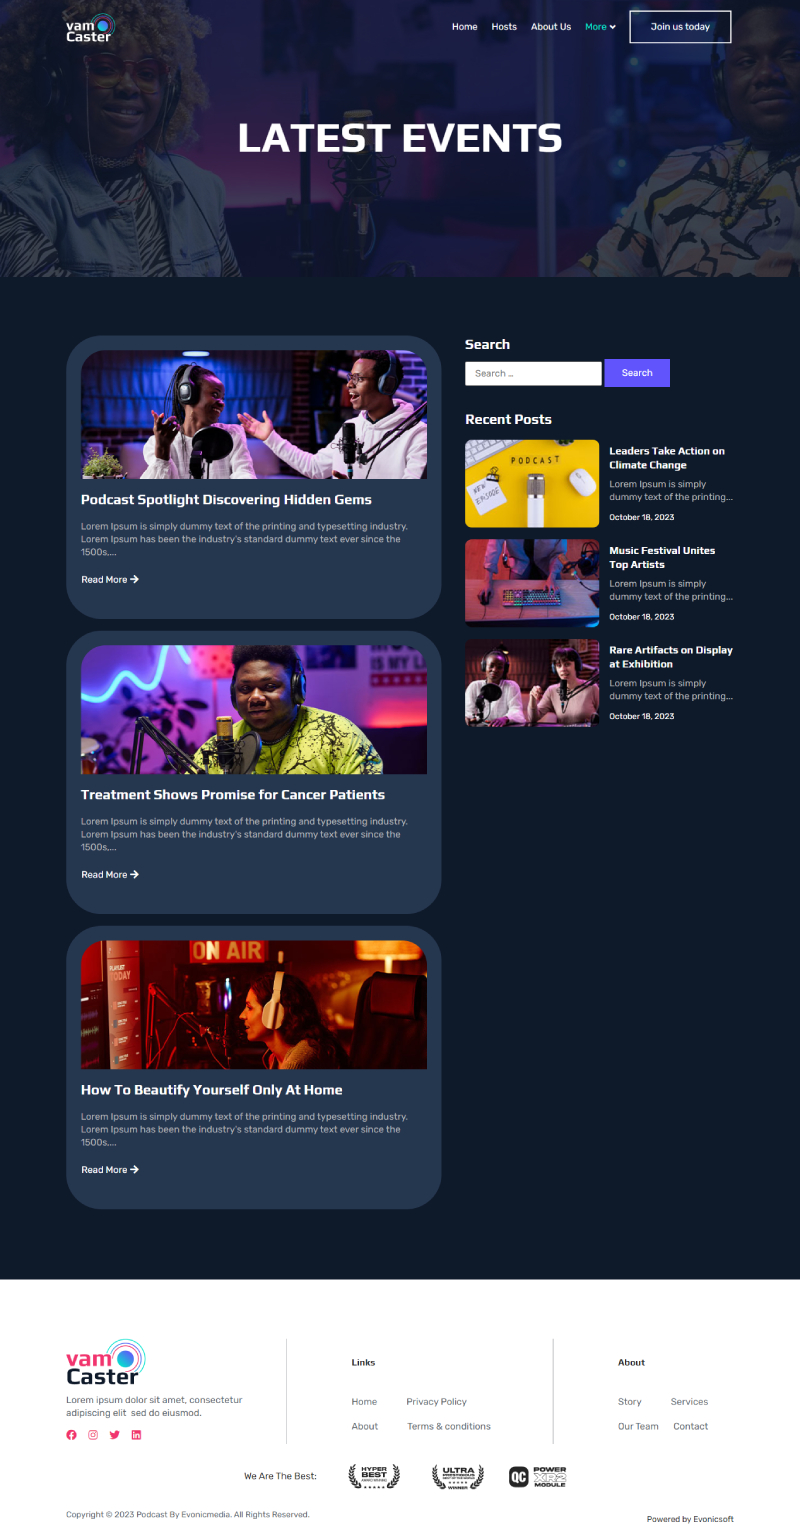 vam
Caster
Home Hosts About Us More Join us today
LATEST EVENTS
Podcast Spotlight Discovering Hidden Gems
Lorem Ipsum is simply dummy text of the printing and typesetting industry.
Lorem Ipsum has been the industry's standard dummy text ever since the
1500s,...
Read More
IS MY LI
Treatment Shows Promise for Cancer Patients
Lorem Ipsum is simply dummy text of the printing and typesetting industry.
Lorem Ipsum has been the industry's standard dummy text ever since the
1500s,...
Read More
ON AIR
PLAYLIST
TODAY
How To Beautify Yourself Only At Home
Lorem Ipsum is simply dummy text of the printing and typesetting industry.
Lorem Ipsum has been the industry's standard dummy text ever since the
1500s,...
Read More
Search
Search … Search
Recent Posts
PODCAST
NEW
EPISODE
Leaders Take Action on
Climate Change
Lorem Ipsum is simply
dummy text of the printing...
October 18, 2023
Music Festival Unites
Top Artists
Lorem Ipsum is simply
dummy text of the printing...
October 18, 2023
Rare Artifacts on Display
at Exhibition
Lorem Ipsum is simply
dummy text of the printing...
October 18, 2023
vam
Caster
Lorem ipsum dolor sit amet, consectetur
adipiscing elit sed do eiusmod.
Links
Home Privacy Policy
About Terms & conditions
About
Story Services
Our Team Contact
We Are The Best:
HYPER
BEST
ULTRA
WINNER
QC
POWER
XR2
MODULE
Copyright © 2023 Podcast By Evonicmedia. All Rights Reserved.
Powered by Evonicsoft